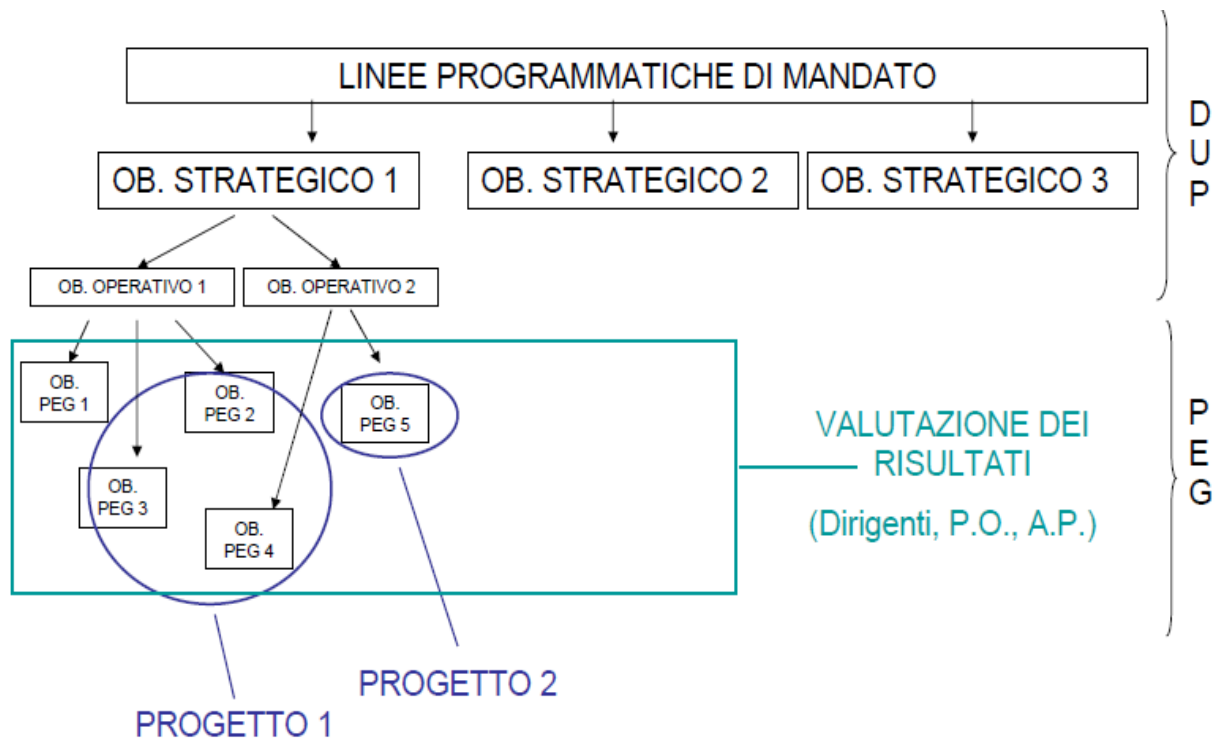 LINEE PROGRAMMATICHE DI MANDATO
D
U
P
OB. STRATEGICO 1
OB. STRATEGICO 2
OB. STRATEGICO 3
OB. OPERATIVO 1
OB. OPERATIVO 2
OB.
PEG 1
OB.
PEG 2
OB.
PEG 5
OB.
PEG 3
OB.
PEG 4
VALUTAZIONE DEI
RISULTATI
(Dirigenti, P.O., A.P.)
P
E
G
PROGETTO 2
PROGETTO 1